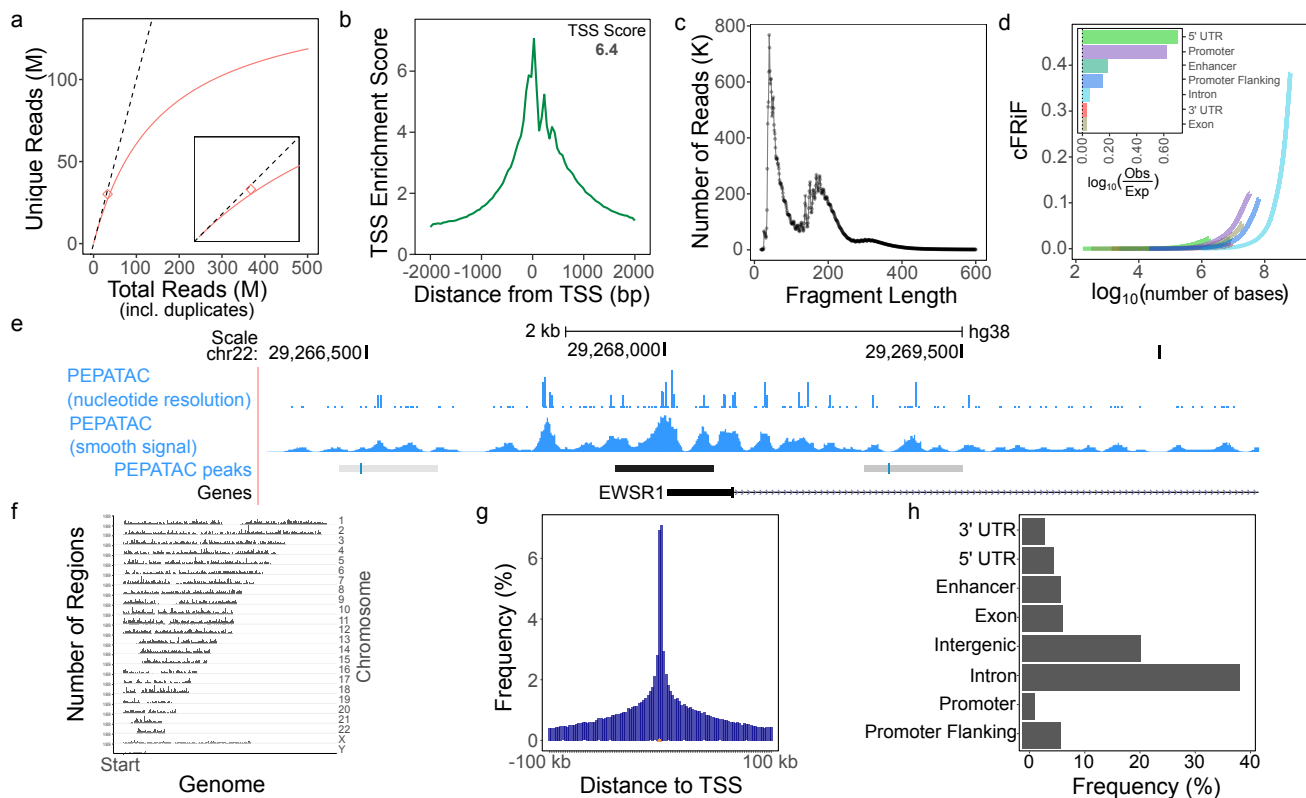 a
Unique Reads (M)
100
50
0
0 100 200 300 400 500
Total Reads (M)
(incl. duplicates)
b
TSS Enrichment Score
TSS Score
6.4
6
4
2
0
-2000 -1000 0 1000 2000
Distance from TSS (bp)
c
Number of Reads (K)
800
600
400
200
0
0 200 400 600
Fragment Length
d
cFRiF
0.4
0.3
0.2
0.1
0.0
5' UTR
Promoter
Enhancer
Promoter Flanking
Intron
3' UTR
Exon
0.00 0.20 0.40 0.60
log10(Obs/Exp)
2 4 6 8
log10(number of bases)
e
Scale 2 kb hg38
chr22: 29,266,500 29,268,000 29,269,500
PEPATAC
(nucleotide resolution)
PEPATAC
(smooth signal)
PEPATAC peaks
Genes EWSR1
f
Number of Regions
1
2
3
4
5
6
7
8
9
10
11
12
13
14
15
16
17
18
19
20
21
22
X
Y
Chromosome
Start
Genome
g
Frequency (%)
6
4
2
0
-100 kb 100 kb
Distance to TSS
h
3' UTR
5' UTR
Enhancer
Exon
Intergenic
Intron
Promoter
Promoter Flanking
0 10 20 30 40
Frequency (%)